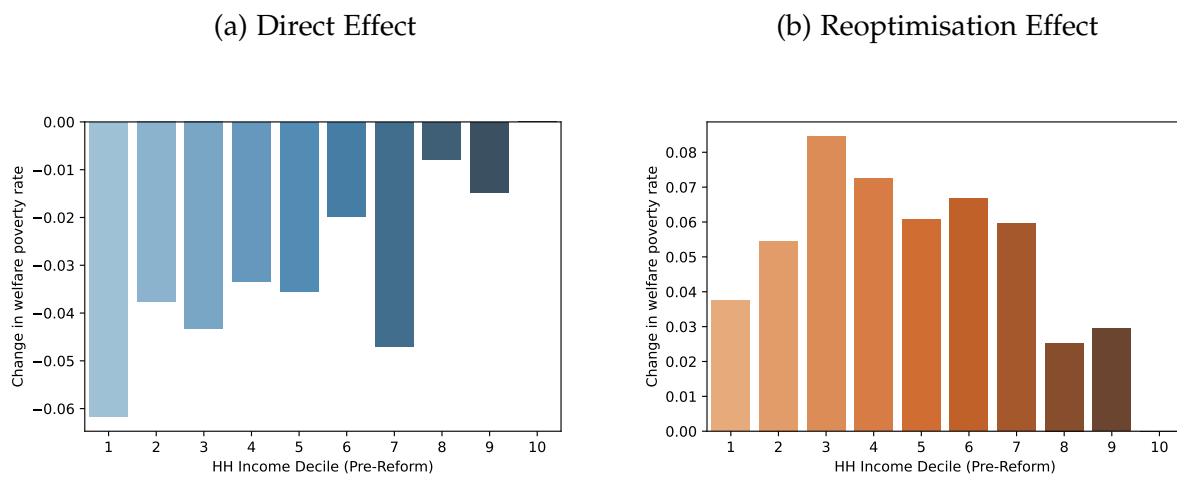 (a) Direct Effect
0.00
−0.01
−0.02
−0.03
−0.04
−0.05
−0.06
Change in welfare poverty rate
1 2 3 4 5 6 7 8 9 10
HH Income Decile (Pre-Reform)
(b) Reoptimisation Effect
0.08
0.07
0.06
0.05
0.04
0.03
0.02
0.01
0.00
Change in welfare poverty rate
1 2 3 4 5 6 7 8 9 10
HH Income Decile (Pre-Reform)